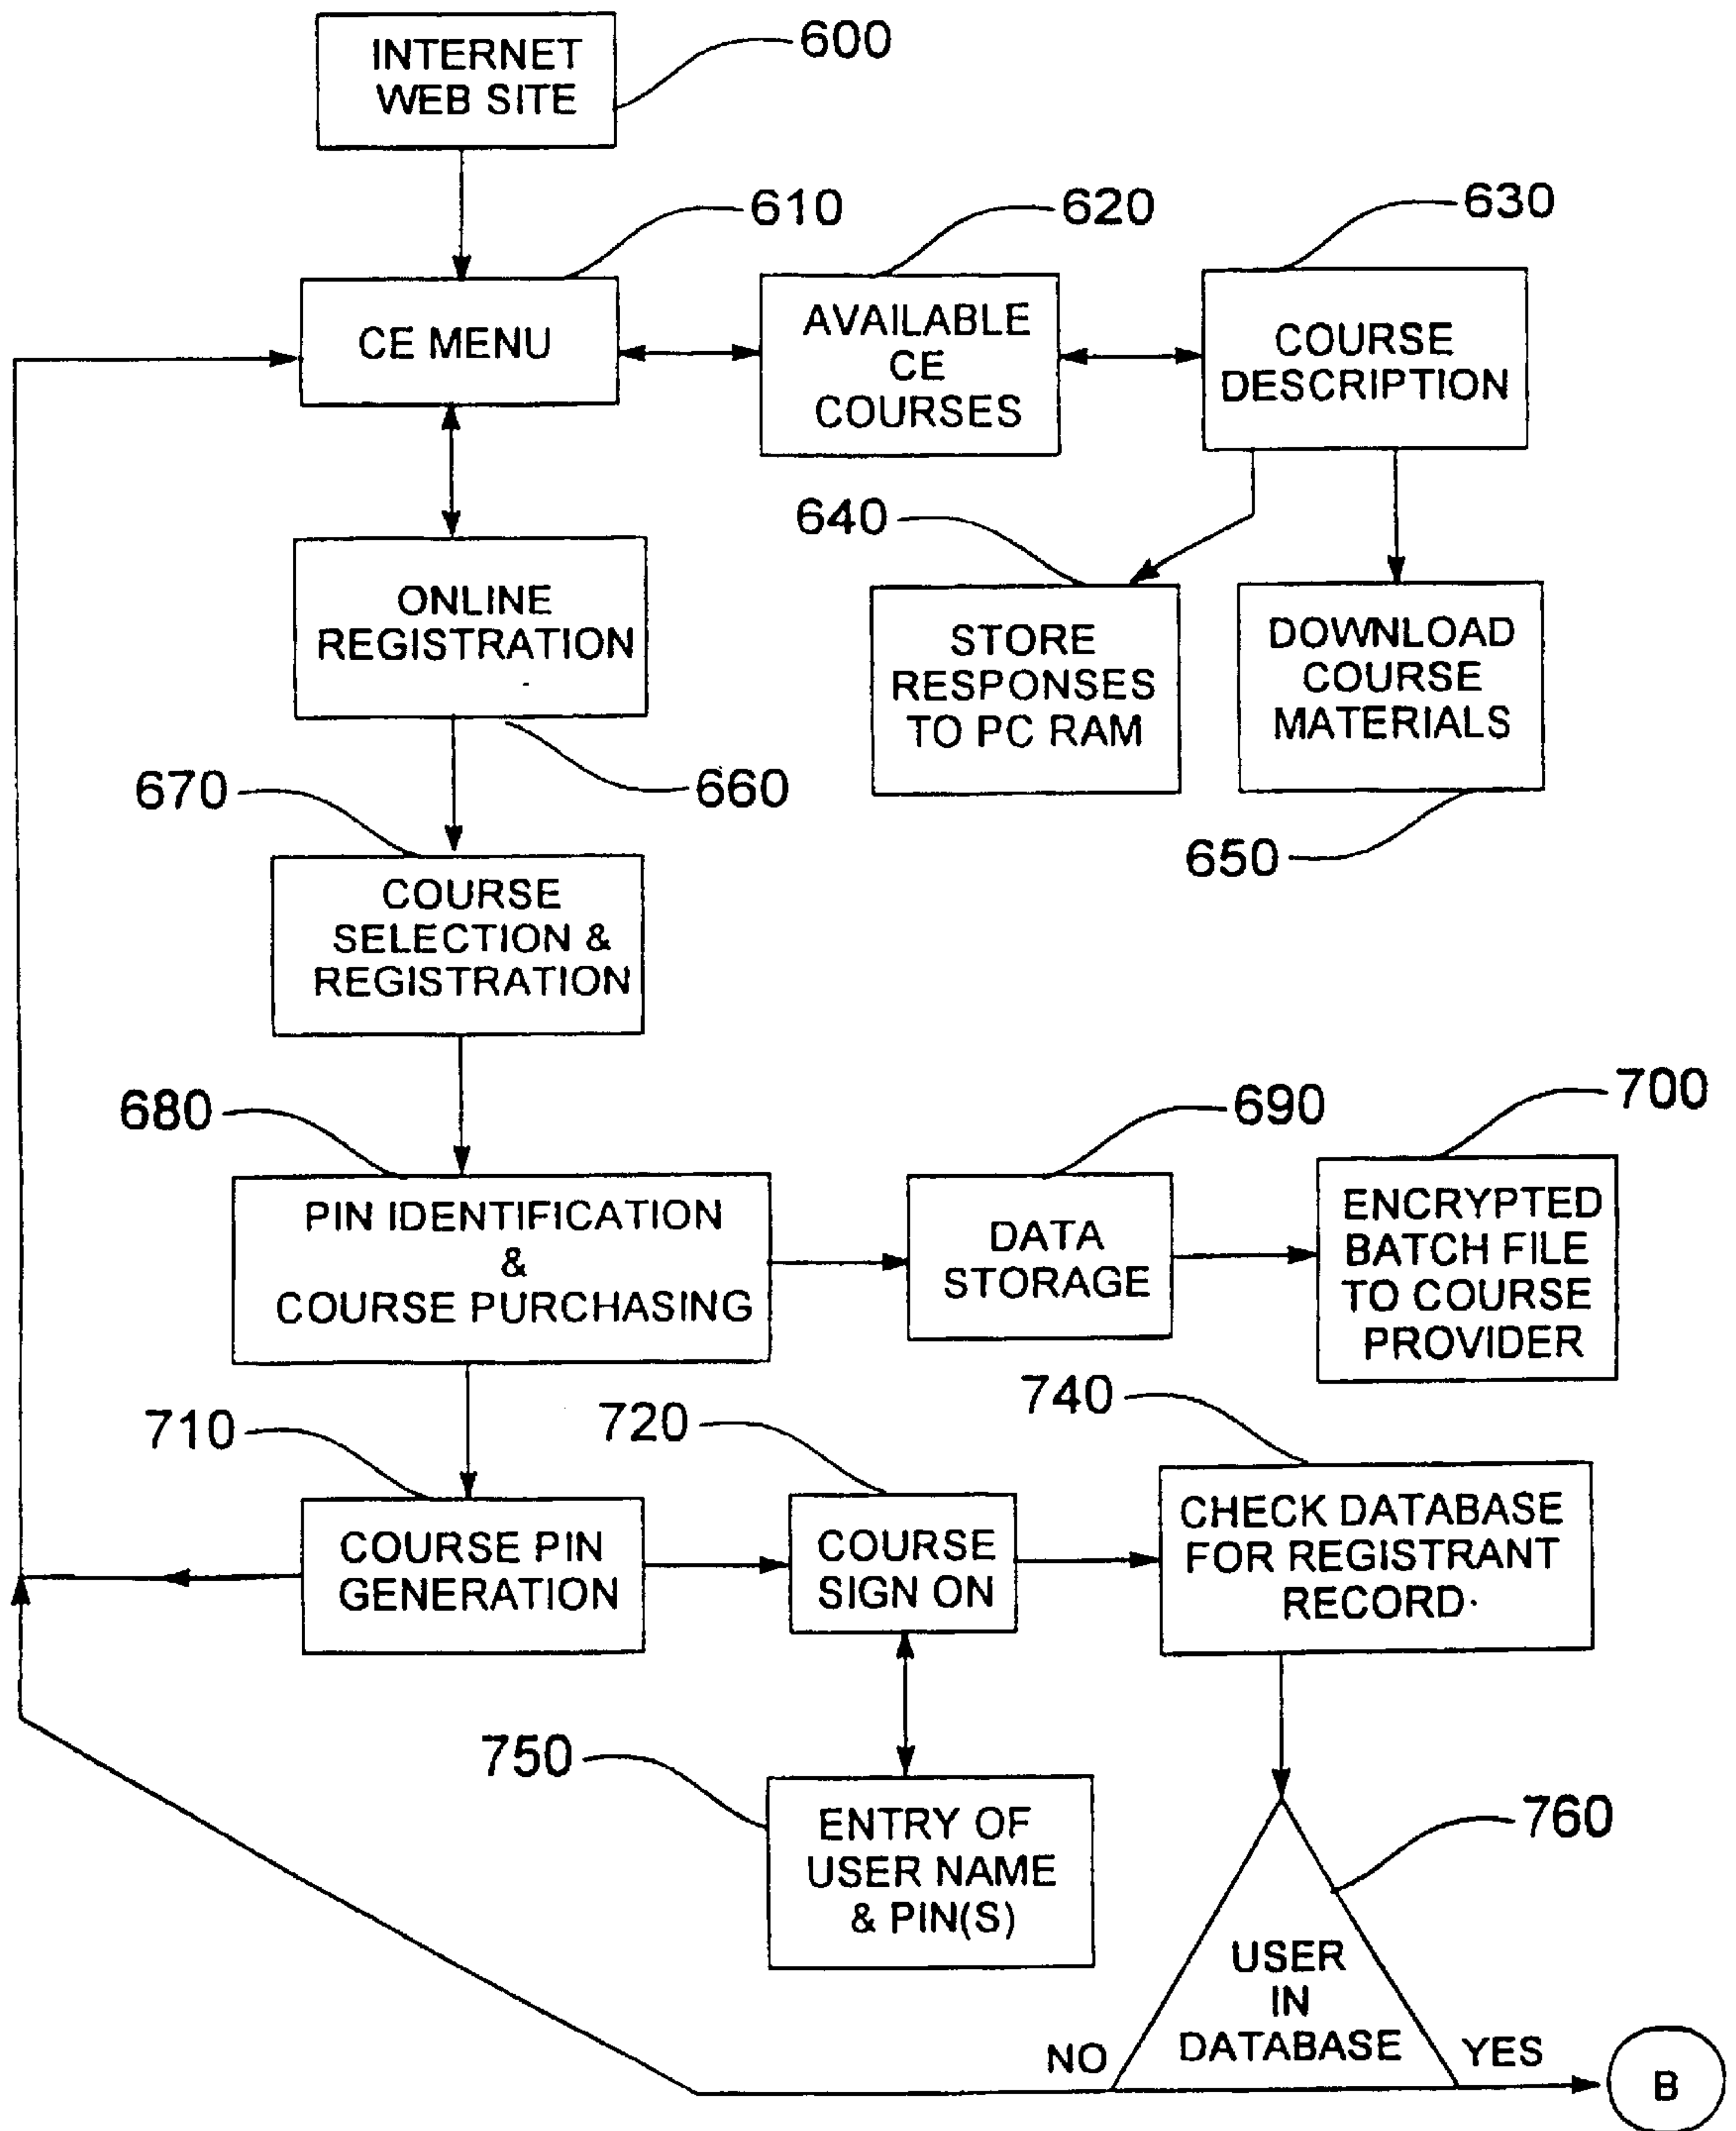 INTERNET
WEB SITE
600
610
620
630
CE MENU
AVAILABLE
CE
COURSES
COURSE
DESCRIPTION
640
ONLINE
REGISTRATION
STORE
RESPONSES
TO PC RAM
DOWNLOAD
COURSE
MATERIALS
670
660
650
COURSE
SELECTION &
REGISTRATION
680
690
700
PIN IDENTIFICATION
&
COURSE PURCHASING
DATA
STORAGE
ENCRYPTED
BATCH FILE
TO COURSE
PROVIDER
710
720
740
COURSE PIN
GENERATION
COURSE
SIGN ON
CHECK DATABASE
FOR REGISTRANT
RECORD
750
ENTRY OF
USER NAME
& PIN(S)
760
USER
IN
DATABASE
NO
YES
B